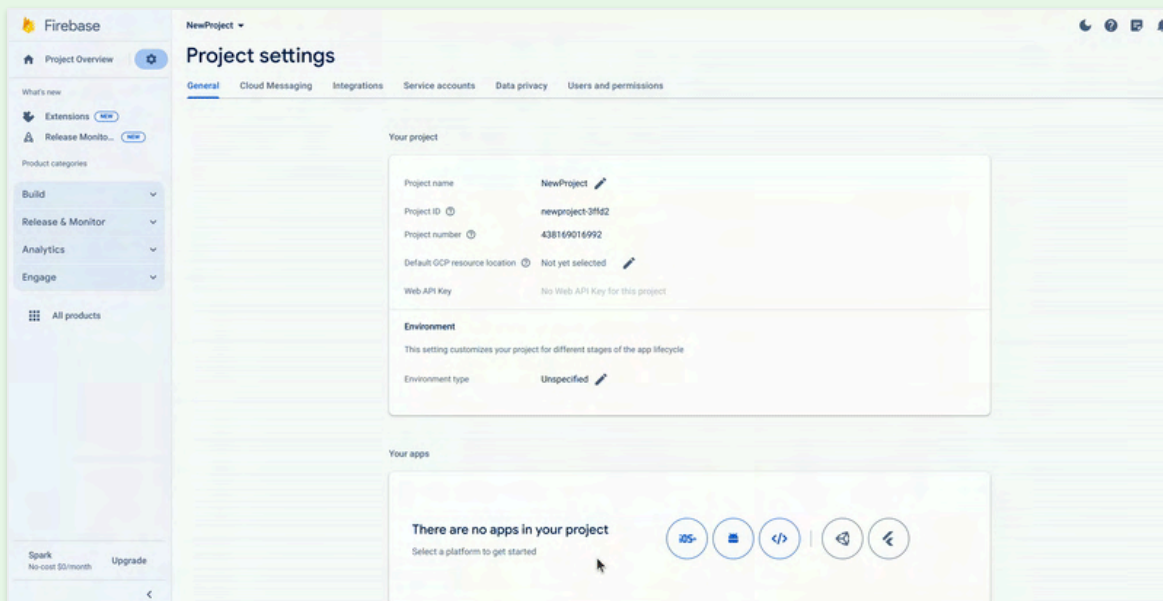 Firebase
NewProject
Project Overview
Project settings
General Cloud Messaging Integrations Service accounts Data privacy Users and permissions
What's new
Extensions NEW
Release Monito... NEW
Product categories
Build
Release & Monitor
Analytics
Engage
All products
Spark
No-cost $0/month
Upgrade
Your project
Project name NewProject
Project ID newproject-3ffd2
Project number 438169016992
Default GCP resource location Not yet selected
Web API Key No Web API Key for this project
Environment
This setting customizes your project for different stages of the app lifecycle
Environment type Unspecified
Your apps
There are no apps in your project
Select a platform to get started
iOS+